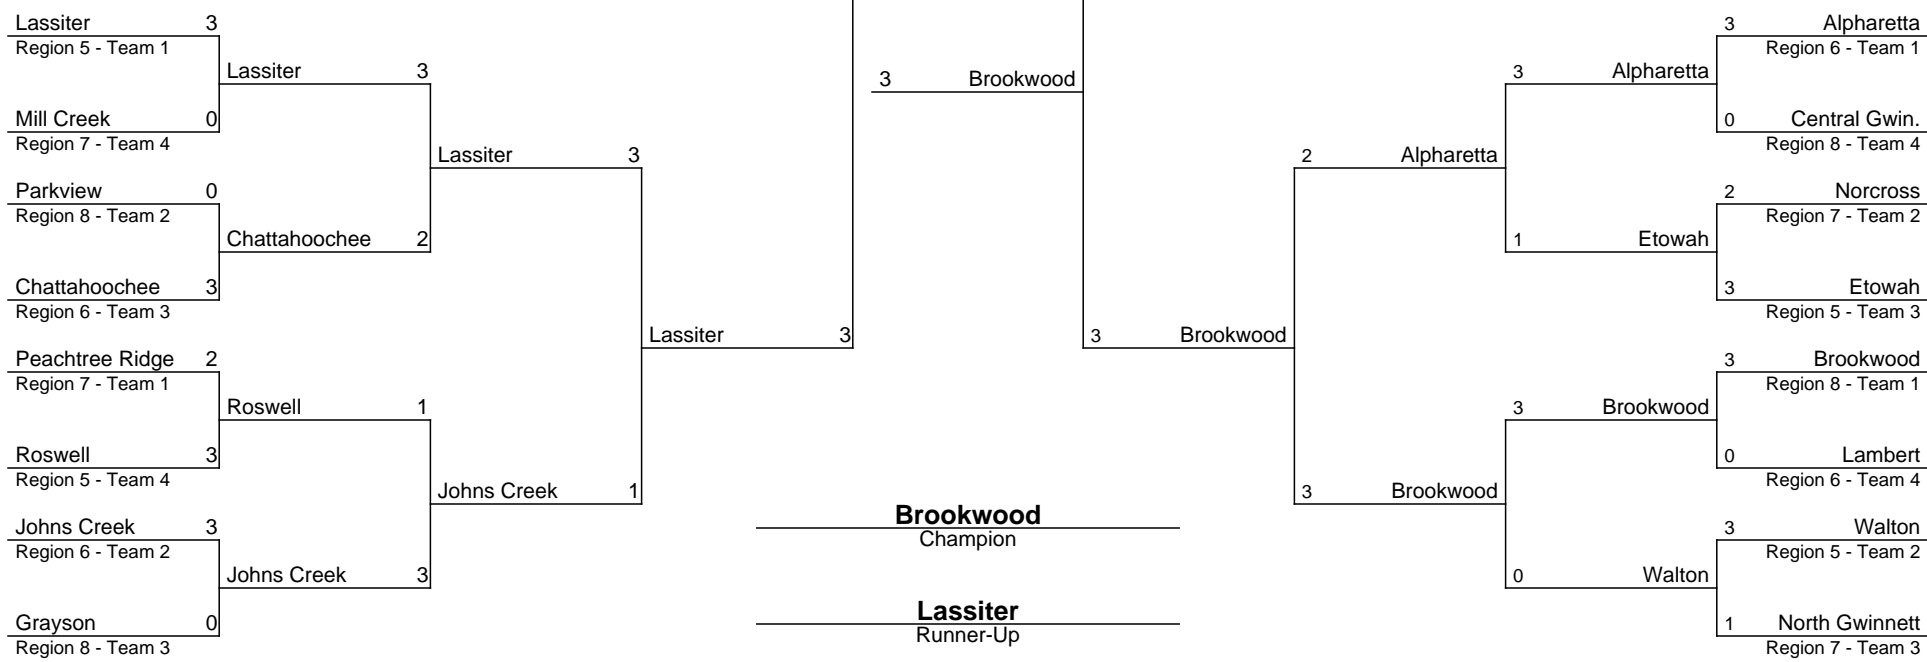 Lassiter 3
Region 5 - Team 1
Mill Creek 0
Region 7 - Team 4
Parkview 0
Region 8 - Team 2
Chattahoochee 3
Region 6 - Team 3
Peachtree Ridge 2
Region 7 - Team 1
Roswell 3
Region 5 - Team 4
Johns Creek 3
Region 6 - Team 2
Grayson 0
Region 8 - Team 3
Lassiter 3
Chattahoochee 2
Roswell 1
Johns Creek 3
Lassiter 3
Johns Creek 1
Lassiter 3
3 Brookwood
Brookwood
Champion
Lassiter
Runner-Up
3 Brookwood
2 Alpharetta
3 Brookwood
3 Alpharetta
1 Etowah
3 Brookwood
0 Walton
3 Alpharetta
Region 6 - Team 1
0 Central Gwin.
Region 8 - Team 4
2 Norcross
Region 7 - Team 2
3 Etowah
Region 5 - Team 3
3 Brookwood
Region 8 - Team 1
0 Lambert
Region 6 - Team 4
3 Walton
Region 5 - Team 2
1 North Gwinnett
Region 7 - Team 3